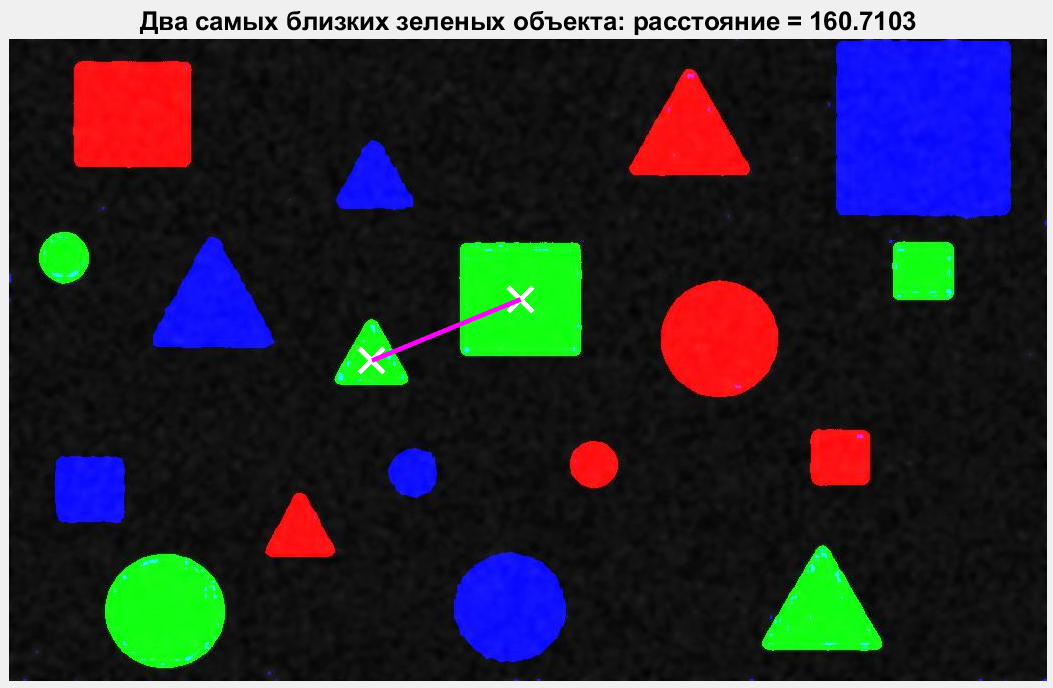 Два самых близких зеленых объекта: расстояние = 160.7103